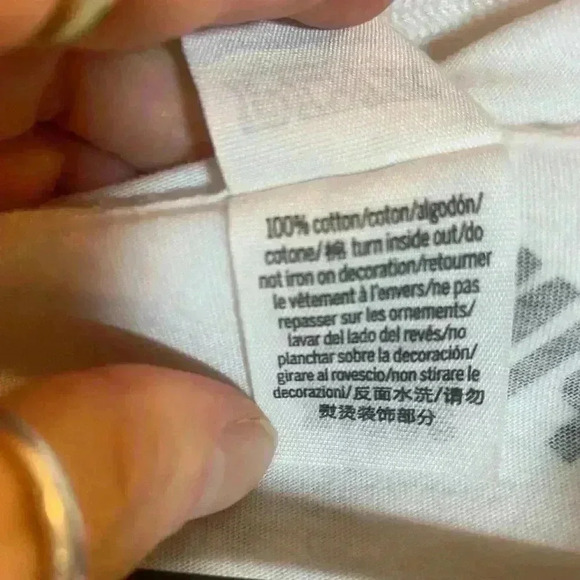 100% cotton/coton/algodón/
cotone/棉 turn inside out/do
not iron on decoration/retourner
le vêtement à l'envers/ne pas
repasser sur les ornements/
lavar del lado del revés/no
planchar sobre la decoración/
girare al rovescio/non stirare le
decorazioni/反面水洗/请勿
熨烫装饰部分